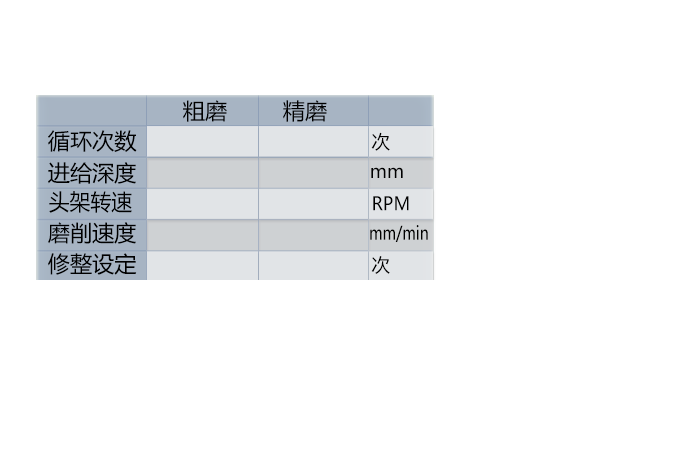 粗磨 精磨
循环次数 次
进给深度 mm
头架转速 RPM
磨削速度 mm/min
修整设定 次